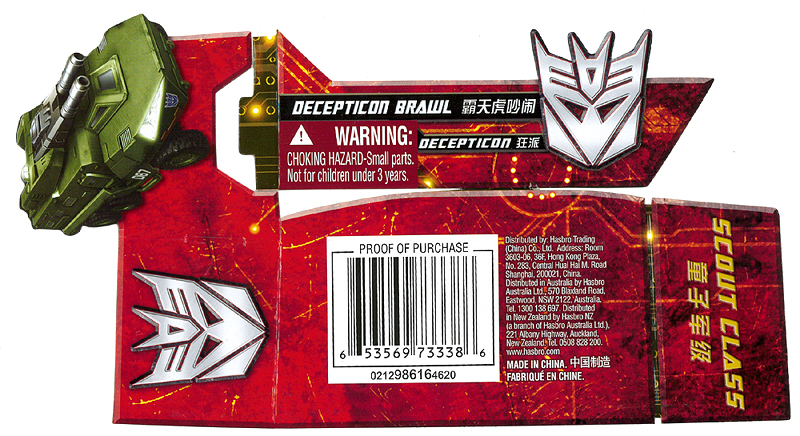 DECEPTICON BRAWL 霸天虎吵闹
WARNING:
CHOKING HAZARD-Small parts.
Not for children under 3 years.
DECEPTICON 狂派
PROOF OF PURCHASE
6 53569 73338 6
0212986164620
Distributed by: Hasbro Trading
(China) Co., Ltd. Address: Room
3603-06, 36F, Hong Kong Plaza,
No. 283, Central Huai Hai M. Road
Shanghai, 200021, China.
Distributed in Australia by Hasbro
Australia Ltd., 570 Blaxland Road,
Eastwood, NSW 2122, Australia.
Tel. 1300 138 697. Distributed
in New Zealand by Hasbro NZ
(a branch of Hasbro Australia Ltd.),
221 Albany Highway, Auckland,
New Zealand. Tel. 0508 828 200.
www.hasbro.com
MADE IN CHINA. 中国制造
FABRIQUÉ EN CHINE.
SCOUT CLASS
童子军级